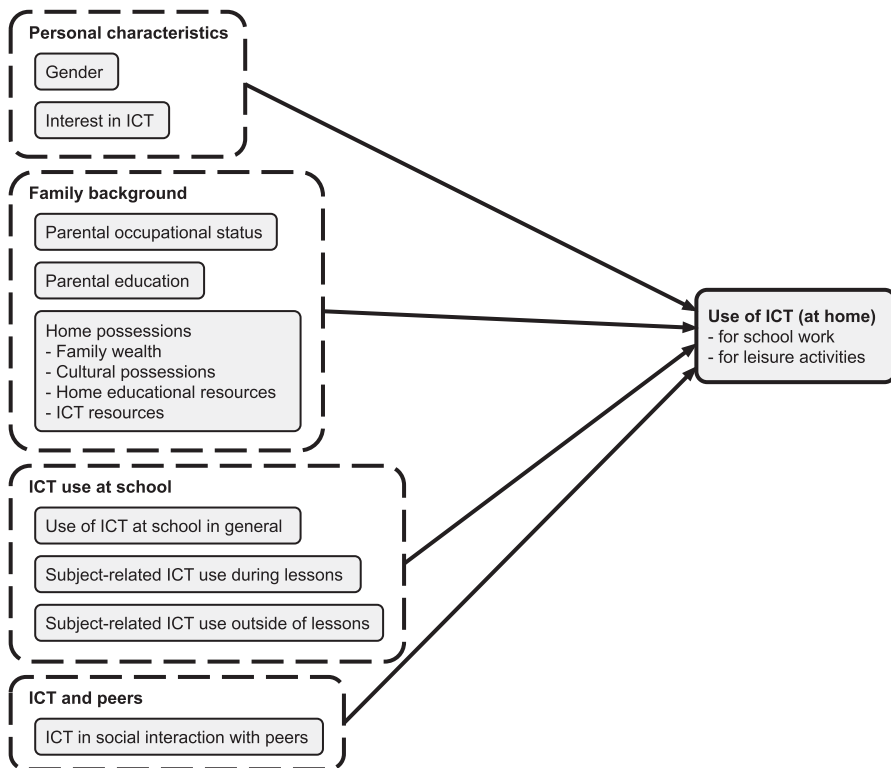 Personal characteristics
Gender
Interest in ICT
Family background
Parental occupational status
Parental education
Home possessions
- Family wealth
- Cultural possessions
- Home educational resources
- ICT resources
ICT use at school
Use of ICT at school in general
Subject-related ICT use during lessons
Subject-related ICT use outside of lessons
ICT and peers
ICT in social interaction with peers
Use of ICT (at home)
- for school work
- for leisure activities